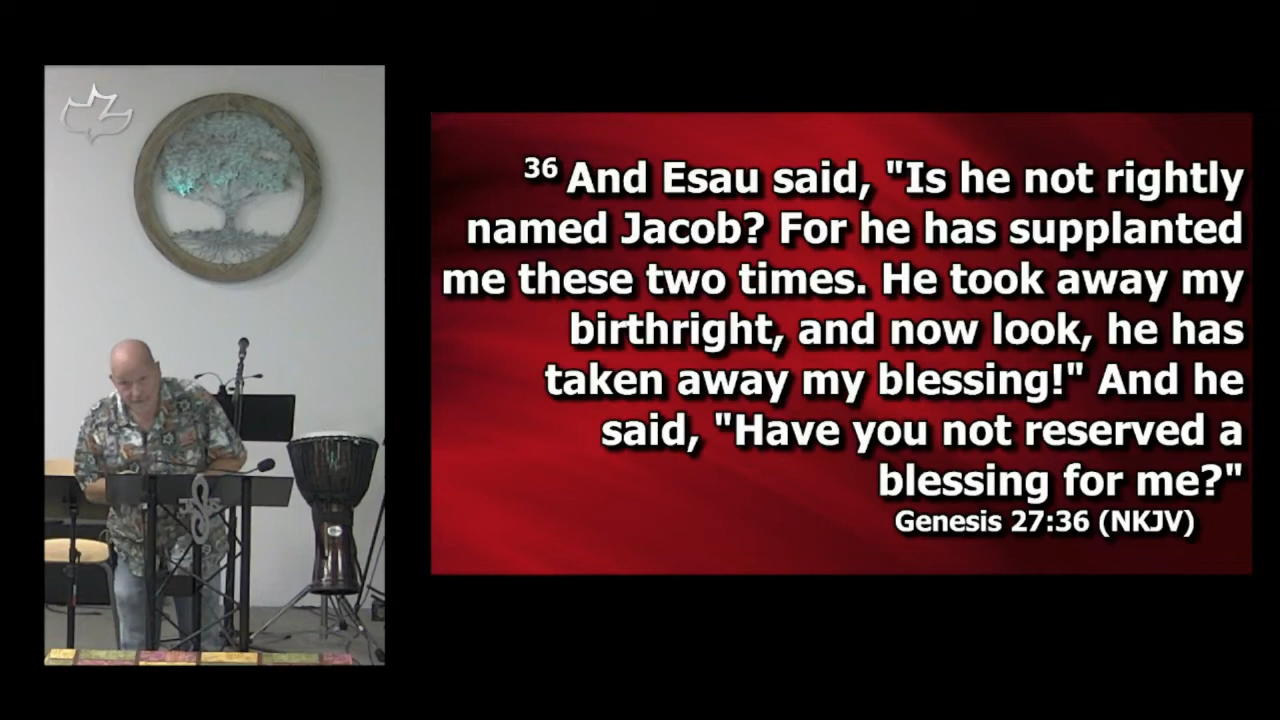 36 And Esau said, "Is he not rightly
named Jacob? For he has supplanted
me these two times. He took away my
birthright, and now look, he has
taken away my blessing!" And he
said, "Have you not reserved a
blessing for me?"
Genesis 27:36 (NKJV)